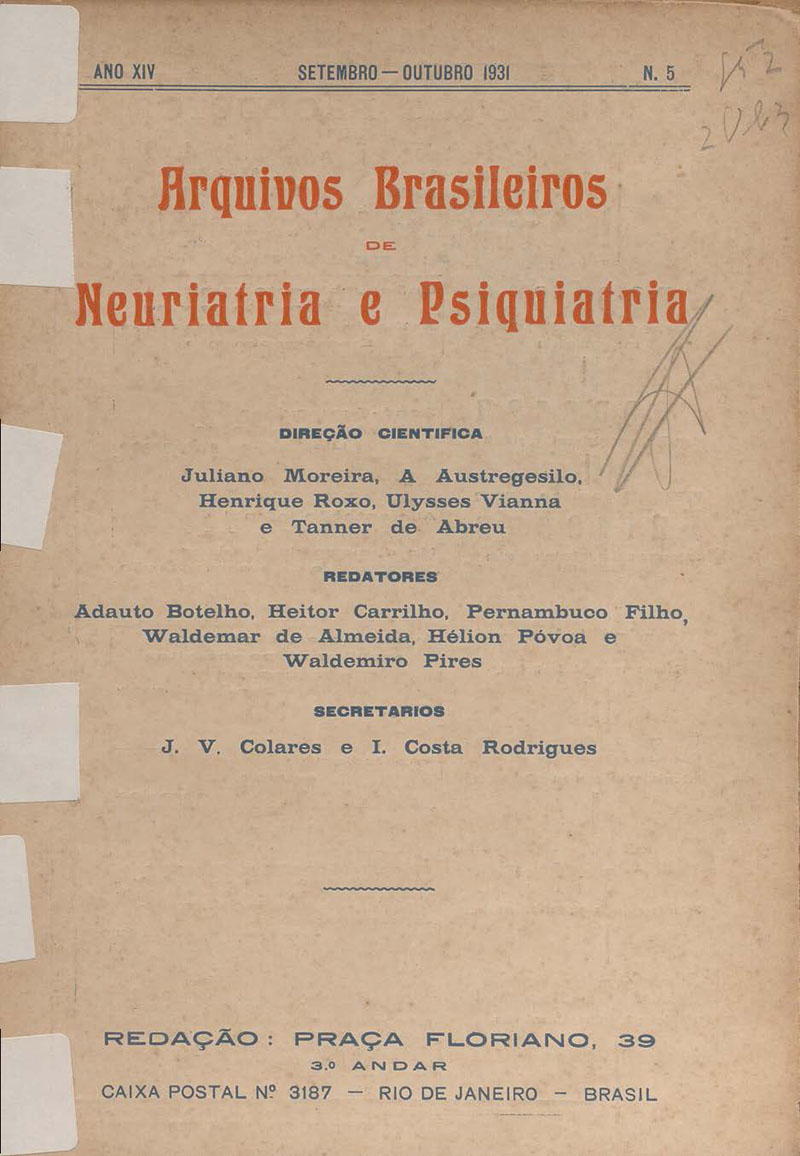 ANO XIV SETEMBRO — OUTUBRO 1931 N. 5
Arquivos Brasileiros
DE
Neuriatria e Psiquiatria
DIREÇÃO CIENTIFICA
Juliano Moreira, A Austregesilo,
Henrique Roxo, Ulysses Vianna
e Tanner de Abreu
REDATORES
Adauto Botelho, Heitor Carrilho, Pernambuco Filho,
Waldemar de Almeida, Hélion Póvoa e
Waldemiro Pires
SECRETARIOS
J. V. Colares e I. Costa Rodrigues
REDAÇÃO: PRAÇA FLORIANO, 39
3.º ANDAR
CAIXA POSTAL Nº 3187 — RIO DE JANEIRO — BRASIL